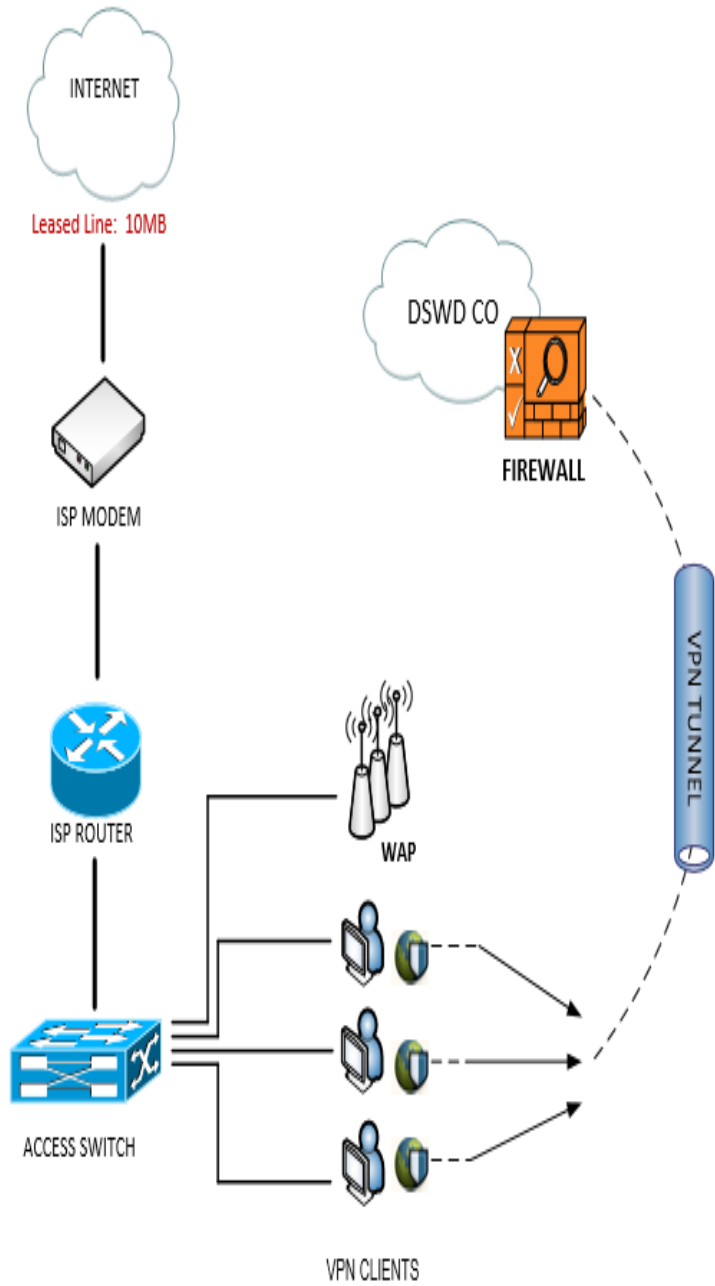 INTERNET
Leased Line: 10MB
DSWD CO
FIREWALL
ISP MODEM
VPN TUNNEL
ISP ROUTER
WAP
ACCESS SWITCH
VPN CLIENTS